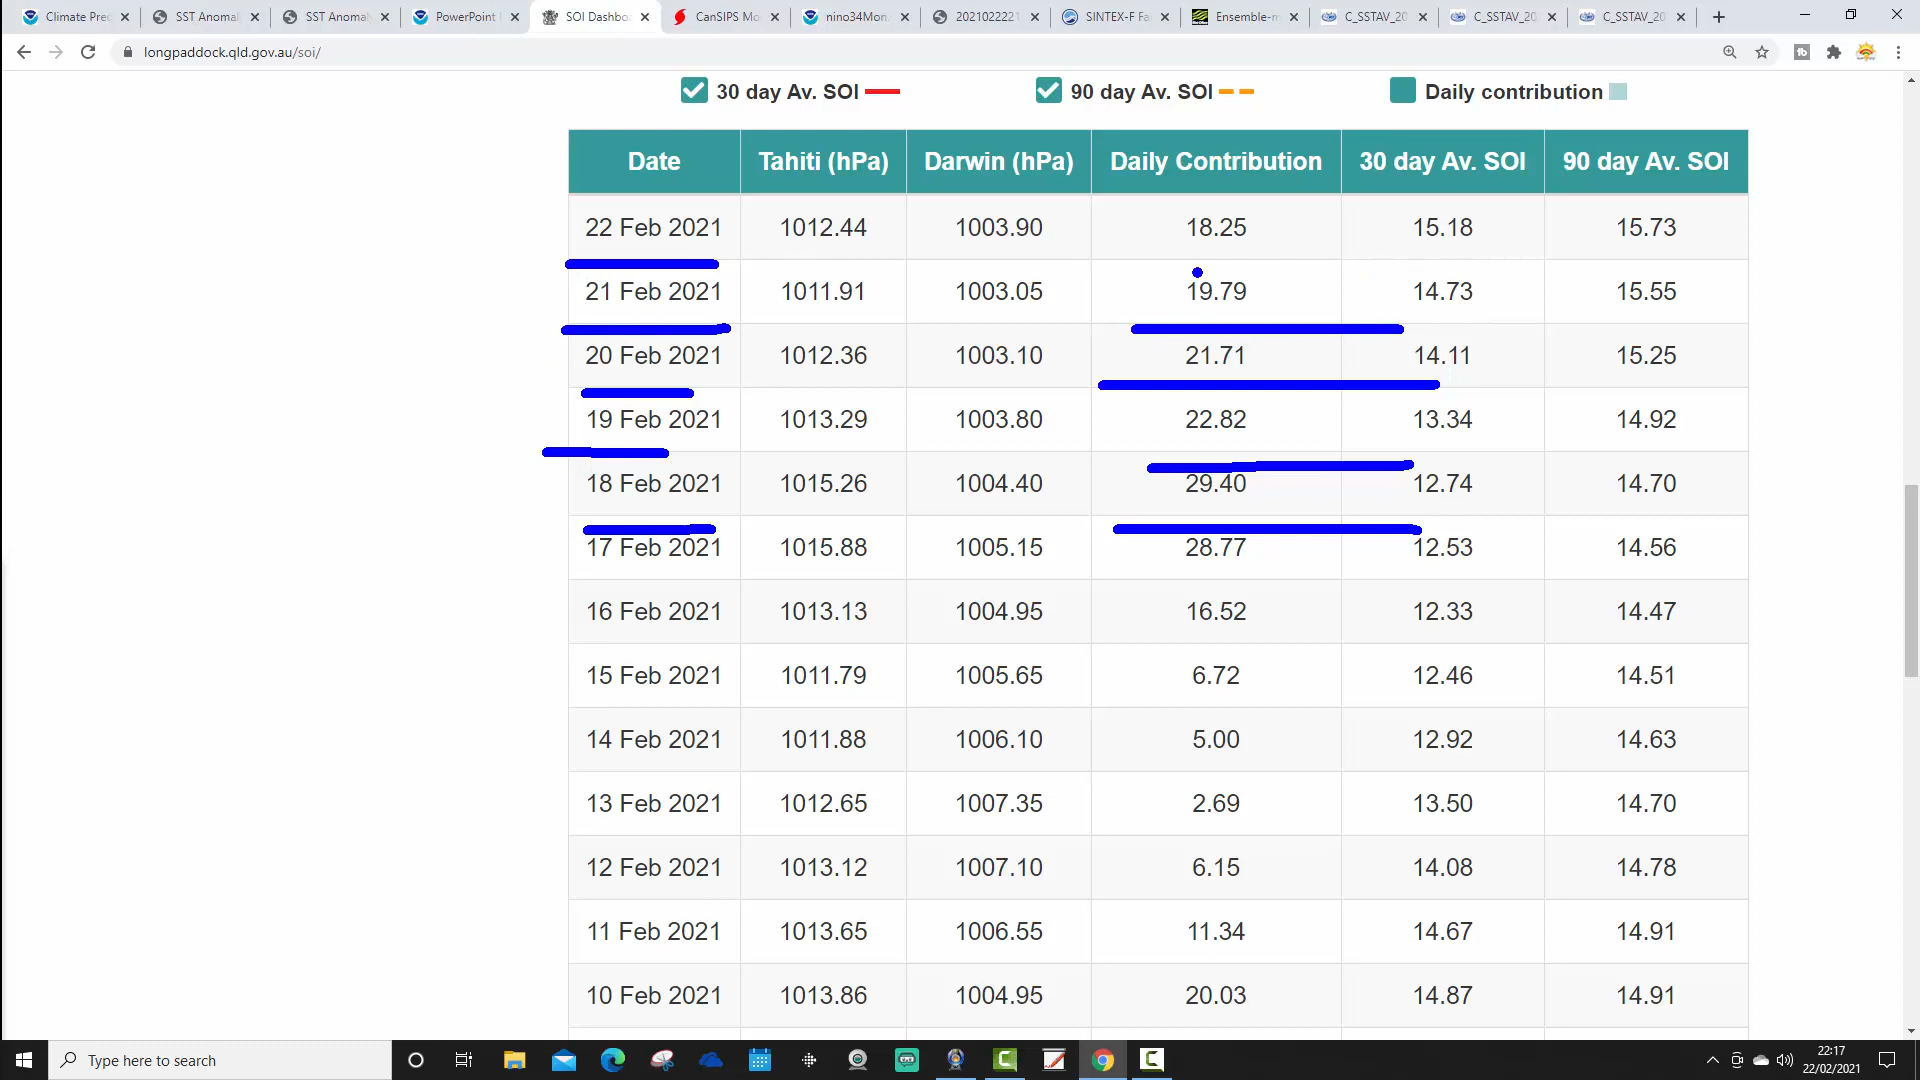 Climate Prec
SST Anomal
SST Anomal
PowerPoint
SOI Dashbo
CanSIPS Mo
nino34Mon.
2021022221
SINTEX-F Fa
Ensemble-m
C_SSTAV_20
C_SSTAV_20
C_SSTAV_20
longpaddock.qld.gov.au/soi/
30 day Av. SOI
90 day Av. SOI
Daily contribution
Date Tahiti (hPa) Darwin (hPa) Daily Contribution 30 day Av. SOI 90 day Av. SOI
22 Feb 2021 1012.44 1003.90 18.25 15.18 15.73
21 Feb 2021 1011.91 1003.05 19.79 14.73 15.55
20 Feb 2021 1012.36 1003.10 21.71 14.11 15.25
19 Feb 2021 1013.29 1003.80 22.82 13.34 14.92
18 Feb 2021 1015.26 1004.40 29.40 12.74 14.70
17 Feb 2021 1015.88 1005.15 28.77 12.53 14.56
16 Feb 2021 1013.13 1004.95 16.52 12.33 14.47
15 Feb 2021 1011.79 1005.65 6.72 12.46 14.51
14 Feb 2021 1011.88 1006.10 5.00 12.92 14.63
13 Feb 2021 1012.65 1007.35 2.69 13.50 14.70
12 Feb 2021 1013.12 1007.10 6.15 14.08 14.78
11 Feb 2021 1013.65 1006.55 11.34 14.67 14.91
10 Feb 2021 1013.86 1004.95 20.03 14.87 14.91
Type here to search
22:17
22/02/2021